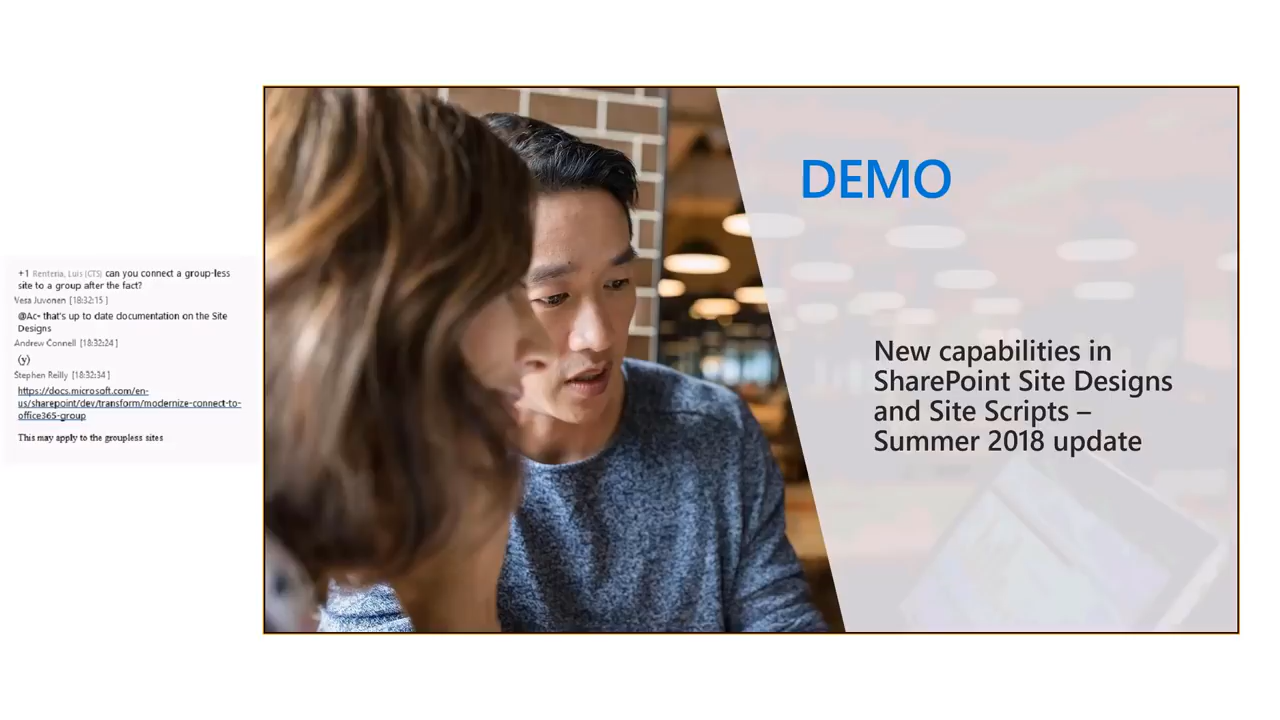 +1 Renteria, Luis (CTS) can you connect a group-less
site to a group after the fact?
Vesa Juvonen [18:32:15 ]
@Ac- that's up to date documentation on the Site
Designs
Andrew Connell [18:32:24 ]
(y)
Stephen Reilly [18:32:34 ]
https://docs.microsoft.com/en-
us/sharepoint/dev/transform/modernize-connect-to-
office365-group
This may apply to the groupless sites
DEMO
New capabilities in
SharePoint Site Designs
and Site Scripts –
Summer 2018 update